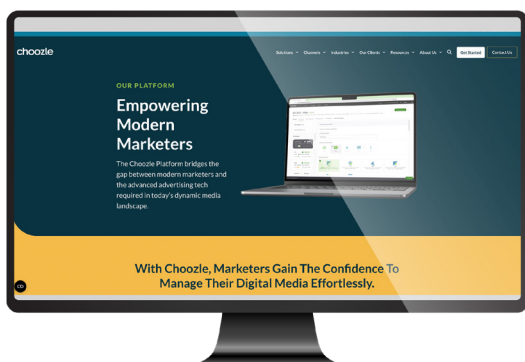 choozle
Solutions Channels Industries Our Clients Resources About Us Get Started Contact Us
OUR PLATFORM
Empowering
Modern
Marketers
The Choozle Platform bridges the
gap between modern marketers and
the advanced advertising tech
required in today's dynamic media
landscape.
With Choozle, Marketers Gain The Confidence To
Manage Their Digital Media Effortlessly.